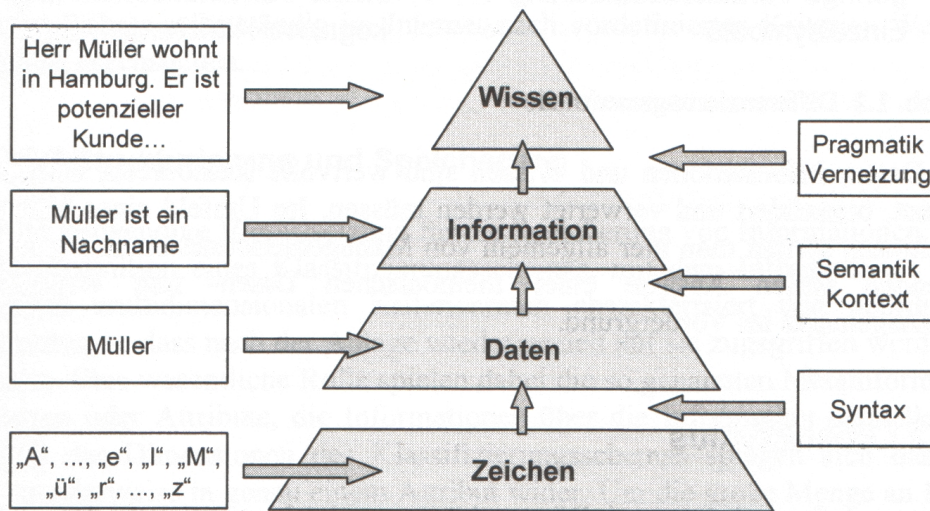 Herr Müller wohnt
in Hamburg. Er ist
potenzieller
Kunde…
Wissen
Pragmatik
Vernetzung
Müller ist ein
Nachname
Information
Semantik
Kontext
Müller
Daten
Syntax
„A“, …, „e“, „l“, „M“,
„ü“, „r“, …, „z“
Zeichen